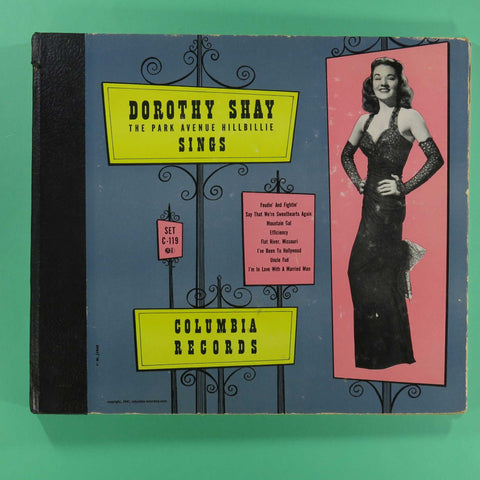 DOROTHY SHAY
THE PARK AVENUE HILLBILLIE
SINGS
SET
C-119
Feudin' And Fightin'
Say That We're Sweethearts Again
Mountain Gal
Efficiency
Flat River, Missouri
I've Been To Hollywood
Uncle Fud
I'm In Love With A Married Man
COLUMBIA
RECORDS